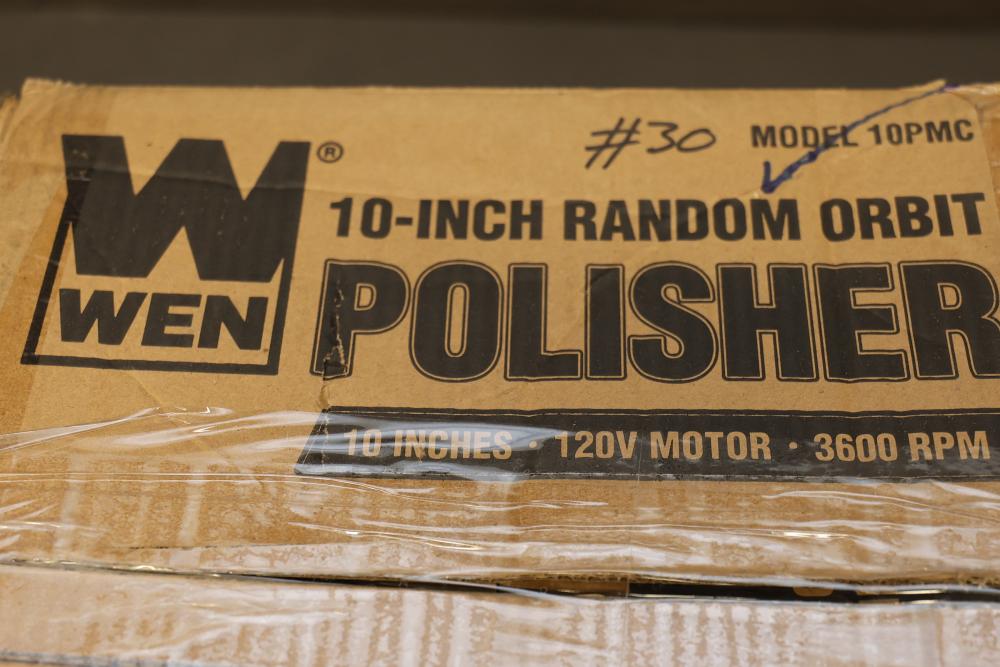 #30 MODEL 10PMC
W®
WEN
10-INCH RANDOM ORBIT
POLISHER
10 INCHES · 120V MOTOR · 3600 RPM